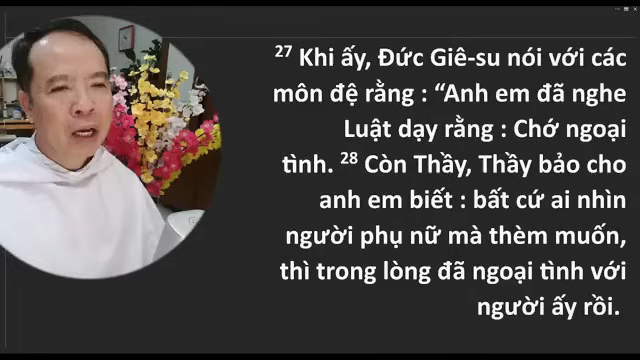 27 Khi ấy, Đức Giê-su nói với các
môn đệ rằng : “Anh em đã nghe
Luật dạy rằng : Chớ ngoại
tình. 28 Còn Thầy, Thầy bảo cho
anh em biết : bất cứ ai nhìn
người phụ nữ mà thèm muốn,
thì trong lòng đã ngoại tình với
người ấy rồi.